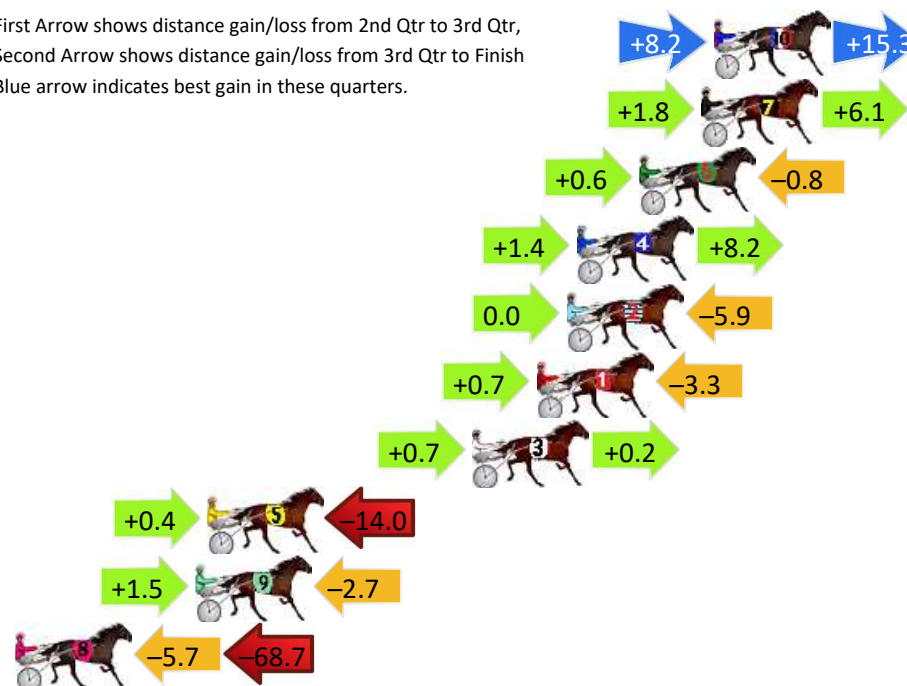 First Arrow shows distance gain/loss from 2nd Qtr to 3rd Qtr,
Second Arrow shows distance gain/loss from 3rd Qtr to Finish
Blue arrow indicates best gain in these quarters.
+8.2 10 +15.3
+1.8 7 +6.1
+0.6 6 –0.8
+1.4 4 +8.2
0.0 2 –5.9
+0.7 1 –3.3
+0.7 3 +0.2
+0.4 5 –14.0
+1.5 9 –2.7
8 –5.7 –68.7